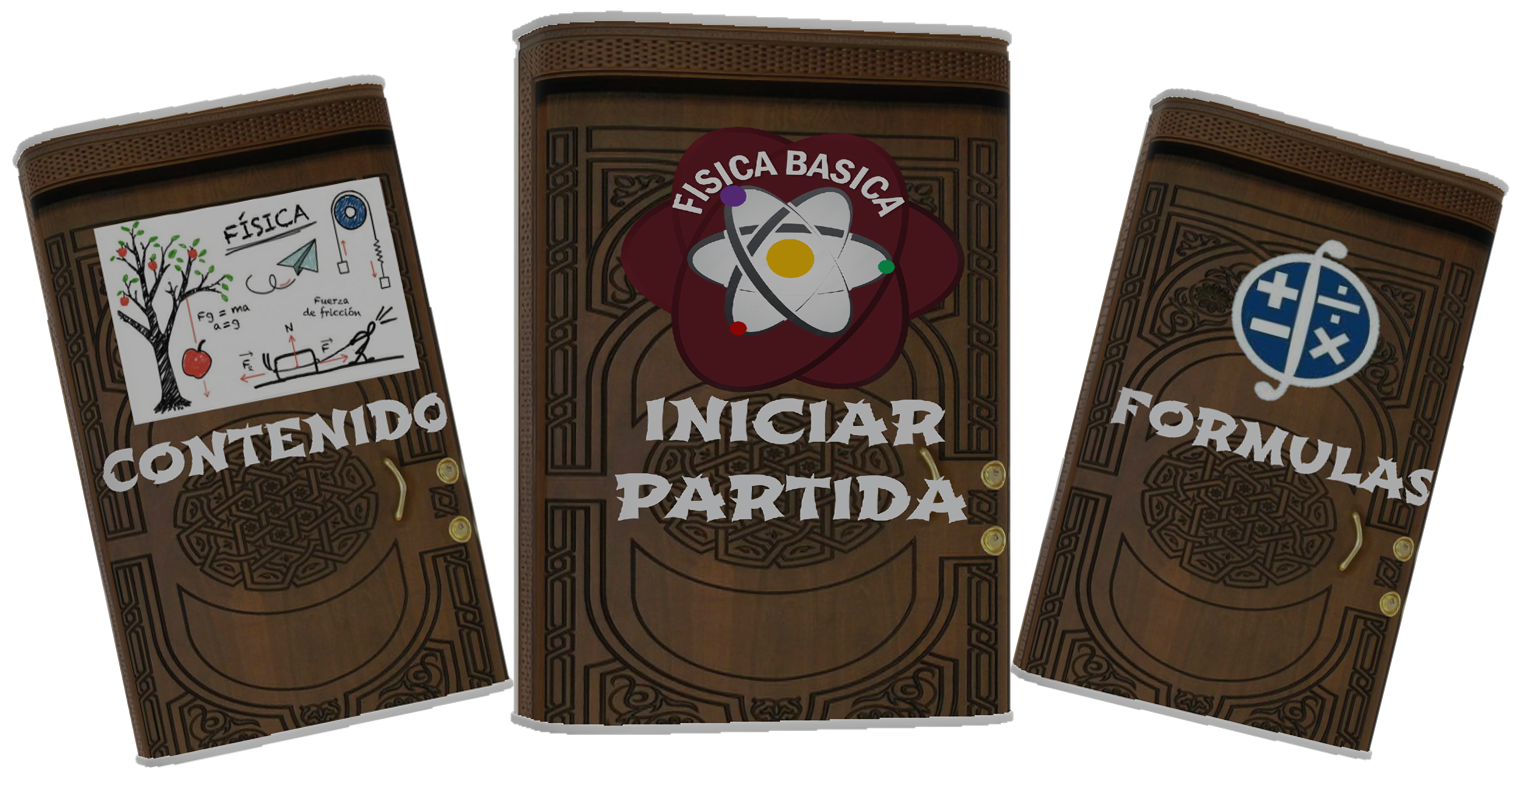 FÍSICA
Fg = ma
a = g
Fuerza
de fricción
N
F
CONTENIDO
FISICA BASICA
INICIAR
PARTIDA
FORMULAS